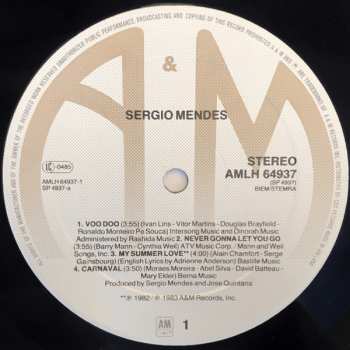 A & M
SERGIO MENDES
STEREO
AMLH 64937
(SP 4937)
BIEM/STEMRA
LC 0485
AMLH 64937-1
SP 4937-a
1. VOO DOO (3:55) (Ivan Lins - Vitor Martins - Douglas Brayfield -
Ronaldo Monteiro Pe Souca) Intersong Music and Dinorah Music
Administered by Rashida Music 2. NEVER GONNA LET YOU GO
(3:55) (Barry Mann - Cynthia Weil) ATV Music Corp. - Mann and Weil
Songs, Inc. 3. MY SUMMER LOVE** (4:00) (Alain Chamfort - Serge
Gainsbourg) (English Lyrics by Adrienne Anderson) Bastille Music
4. CARNAVAL (3:50) (Moraes Moreira - Abel Silva - David Batteau -
Mary Ekler) Berna Music
Produced by Sergio Mendes and Jose Quintana
**℗ 1982/ ℗ 1983 A&M Records, Inc.
A&M 1